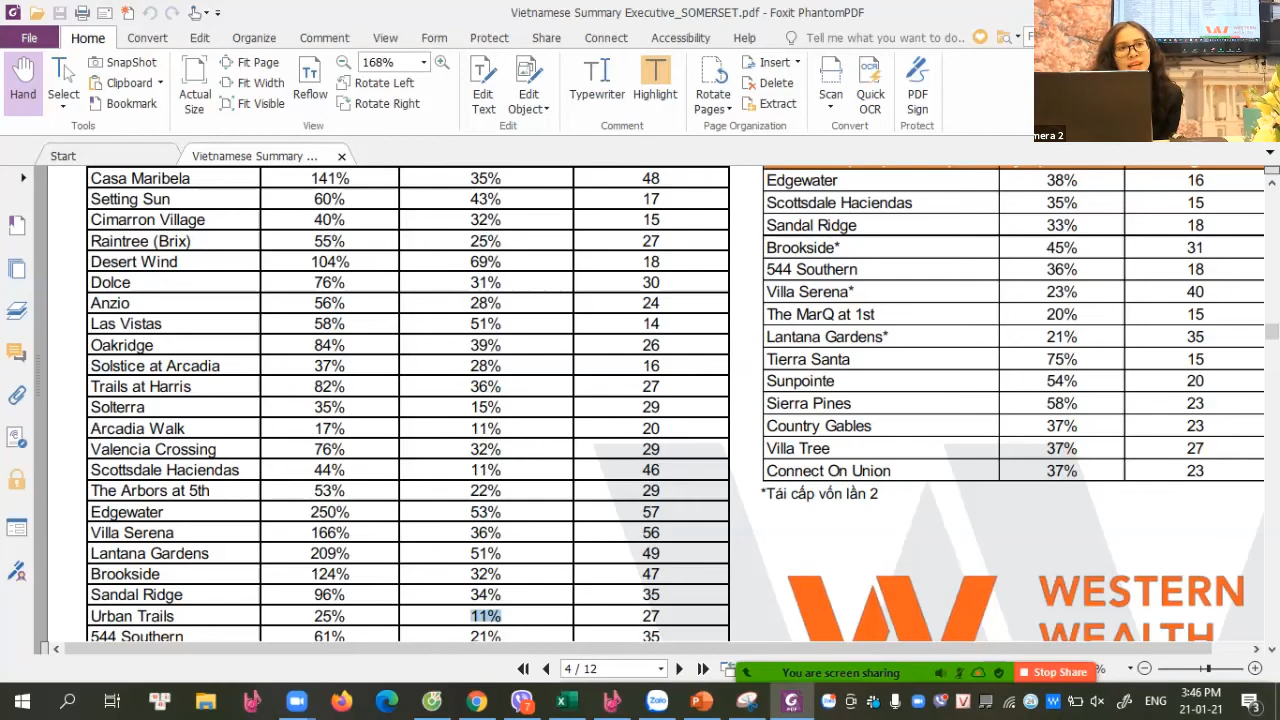 Vietnamese Summary Executive_SOMERSET.pdf - Foxit PhantomPDF
File Home Convert Edit Organize Comment View Form Protect Share Connect Accessibility Help Tell me what you want to do..
Hand
Select
SnapShot
Clipboard
Bookmark
Tools
Actual Size
Fit Page
Fit Width
Fit Visible
Reflow
168%
Rotate Left
Rotate Right
View
Edit Text
Edit Object
Edit
Typewriter
Highlight
Comment
Rotate Pages
Insert
Delete
Extract
Page Organization
Scan
Quick OCR
Convert
PDF Sign
Protect
mera 2
Start
Vietnamese Summary ...
Casa Maribela 141% 35% 48
Setting Sun 60% 43% 17
Cimarron Village 40% 32% 15
Raintree (Brix) 55% 25% 27
Desert Wind 104% 69% 18
Dolce 76% 31% 30
Anzio 56% 28% 24
Las Vistas 58% 51% 14
Oakridge 84% 39% 26
Solstice at Arcadia 37% 28% 16
Trails at Harris 82% 36% 27
Solterra 35% 15% 29
Arcadia Walk 17% 11% 20
Valencia Crossing 76% 32% 29
Scottsdale Haciendas 44% 11% 46
The Arbors at 5th 53% 22% 29
Edgewater 250% 53% 57
Villa Serena 166% 36% 56
Lantana Gardens 209% 51% 49
Brookside 124% 32% 47
Sandal Ridge 96% 34% 35
Urban Trails 25% 11% 27
544 Southern 61% 21% 35
Edgewater 38% 16
Scottsdale Haciendas 35% 15
Sandal Ridge 33% 18
Brookside* 45% 31
544 Southern 36% 18
Villa Serena* 23% 40
The MarQ at 1st 20% 15
Lantana Gardens* 21% 35
Tierra Santa 75% 15
Sunpointe 54% 20
Sierra Pines 58% 23
Country Gables 37% 23
Villa Tree 37% 27
Connect On Union 37% 23
*Tái cấp vốn lần 2
WESTERN
WEALTH
4 / 12
You are screen sharing
Stop Share
ENG
3:46 PM
21-01-21